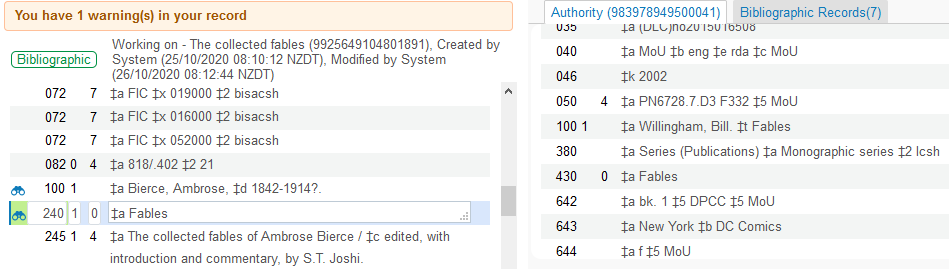 You have 1 warning(s) in your record
Bibliographic
Working on - The collected fables (9925649104801891), Created by
System (25/10/2020 08:10:12 NZDT), Modified by System
(26/10/2020 08:12:44 NZDT)
072 7 ‡a FIC ‡x 019000 ‡2 bisacsh
072 7 ‡a FIC ‡x 016000 ‡2 bisacsh
072 7 ‡a FIC ‡x 052000 ‡2 bisacsh
082 0 4 ‡a 818/.402 ‡2 21
100 1 ‡a Bierce, Ambrose, ‡d 1842-1914?.
240 1 0 ‡a Fables
245 1 4 ‡a The collected fables of Ambrose Bierce / ‡c edited, with
introduction and commentary, by S.T. Joshi.
Authority (983978949500041) Bibliographic Records(7)
035 ‡a (DLC)no2015016508
040 ‡a MoU ‡b eng ‡e rda ‡c MoU
046 ‡k 2002
050 4 ‡a PN6728.7.D3 F332 ‡5 MoU
100 1 ‡a Willingham, Bill. ‡t Fables
380 ‡a Series (Publications) ‡a Monographic series ‡2 lcsh
430 0 ‡a Fables
642 ‡a bk. 1 ‡5 DPCC ‡5 MoU
643 ‡a New York ‡b DC Comics
644 ‡a f ‡5 MoU